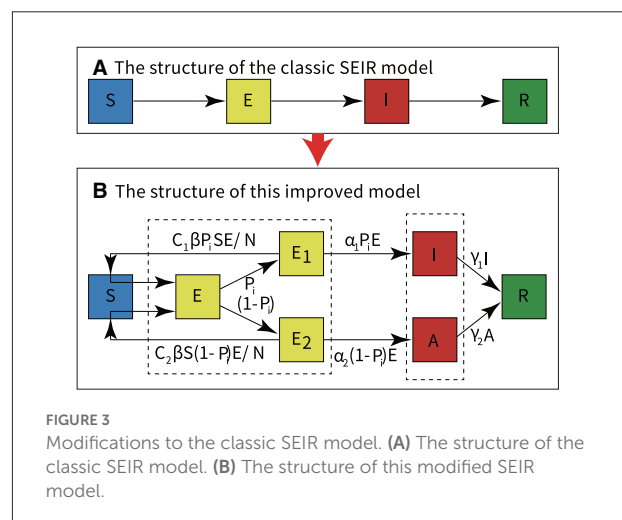 A The structure of the classic SEIR model
S E I R
B The structure of this improved model
C₁βPᵢSE/ N
α₁PᵢE
E₁
I
γ₁I
S
E
Pᵢ
(1-Pᵢ)
R
E₂
A
γ₂A
C₂βS(1- Pᵢ)E/ N
α₂(1-Pᵢ)E
FIGURE 3
Modifications to the classic SEIR model. (A) The structure of the
classic SEIR model. (B) The structure of this modified SEIR
model.